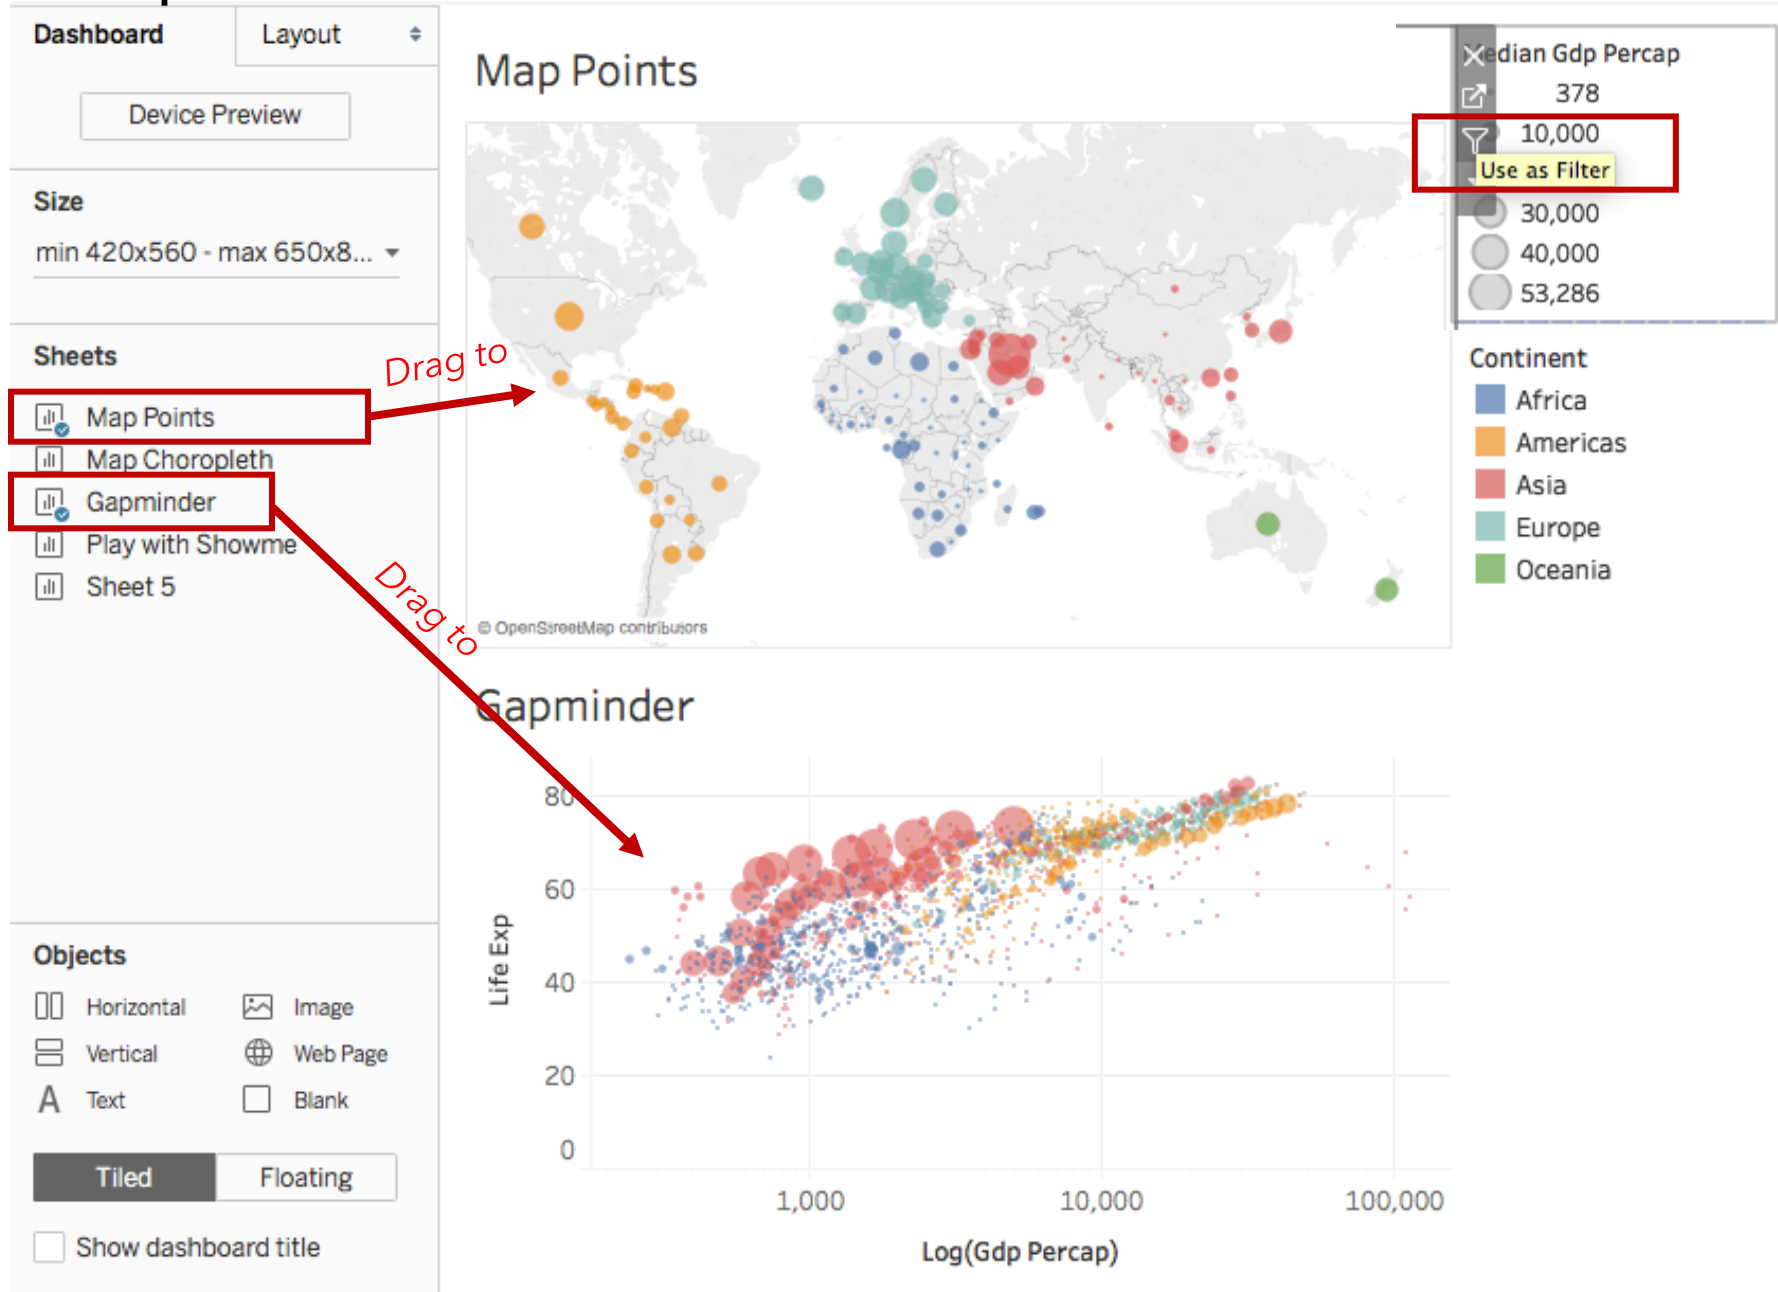 Dashboard
Layout
Device Preview
Size
min 420x560 - max 650x8...
Sheets
Map Points
Map Choropleth
Gapminder
Play with Showme
Sheet 5
Objects
Horizontal
Image
Vertical
Web Page
A Text
Blank
Tiled
Floating
Show dashboard title
Drag to
Drag to
Map Points
© OpenStreetMap contributors
Gapminder
80
60
40
20
0
Life Exp
1,000
10,000
100,000
Log(Gdp Percap)
edian Gdp Percap
378
10,000
Use as Filter
30,000
40,000
53,286
Continent
Africa
Americas
Asia
Europe
Oceania